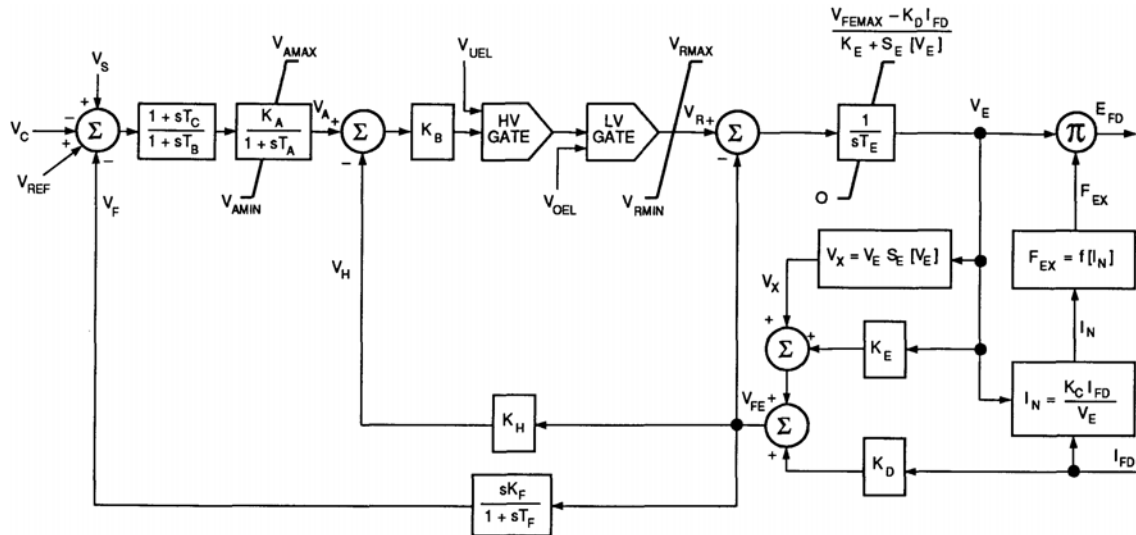 V_FEMAX − K_D I_FD
K_E + S_E [V_E]
V_S
V_AMAX
V_UEL
V_RMAX
+
V_C
−
Σ
+
−
1 + sT_C
1 + sT_B
K_A
1 + sT_A
V_A +
Σ
−
K_B
HV
GATE
LV
GATE
V_R +
Σ
−
1
sT_E
V_E
π
E_FD
V_REF
V_F
V_AMIN
V_OEL
V_RMIN
O
F_EX
V_H
V_X = V_E S_E [V_E]
F_EX = f [I_N]
V_X
I_N
+
Σ
+
K_E
I_N = K_C I_FD
V_E
V_FE +
Σ
+
K_H
K_D
I_FD
sK_F
1 + sT_F